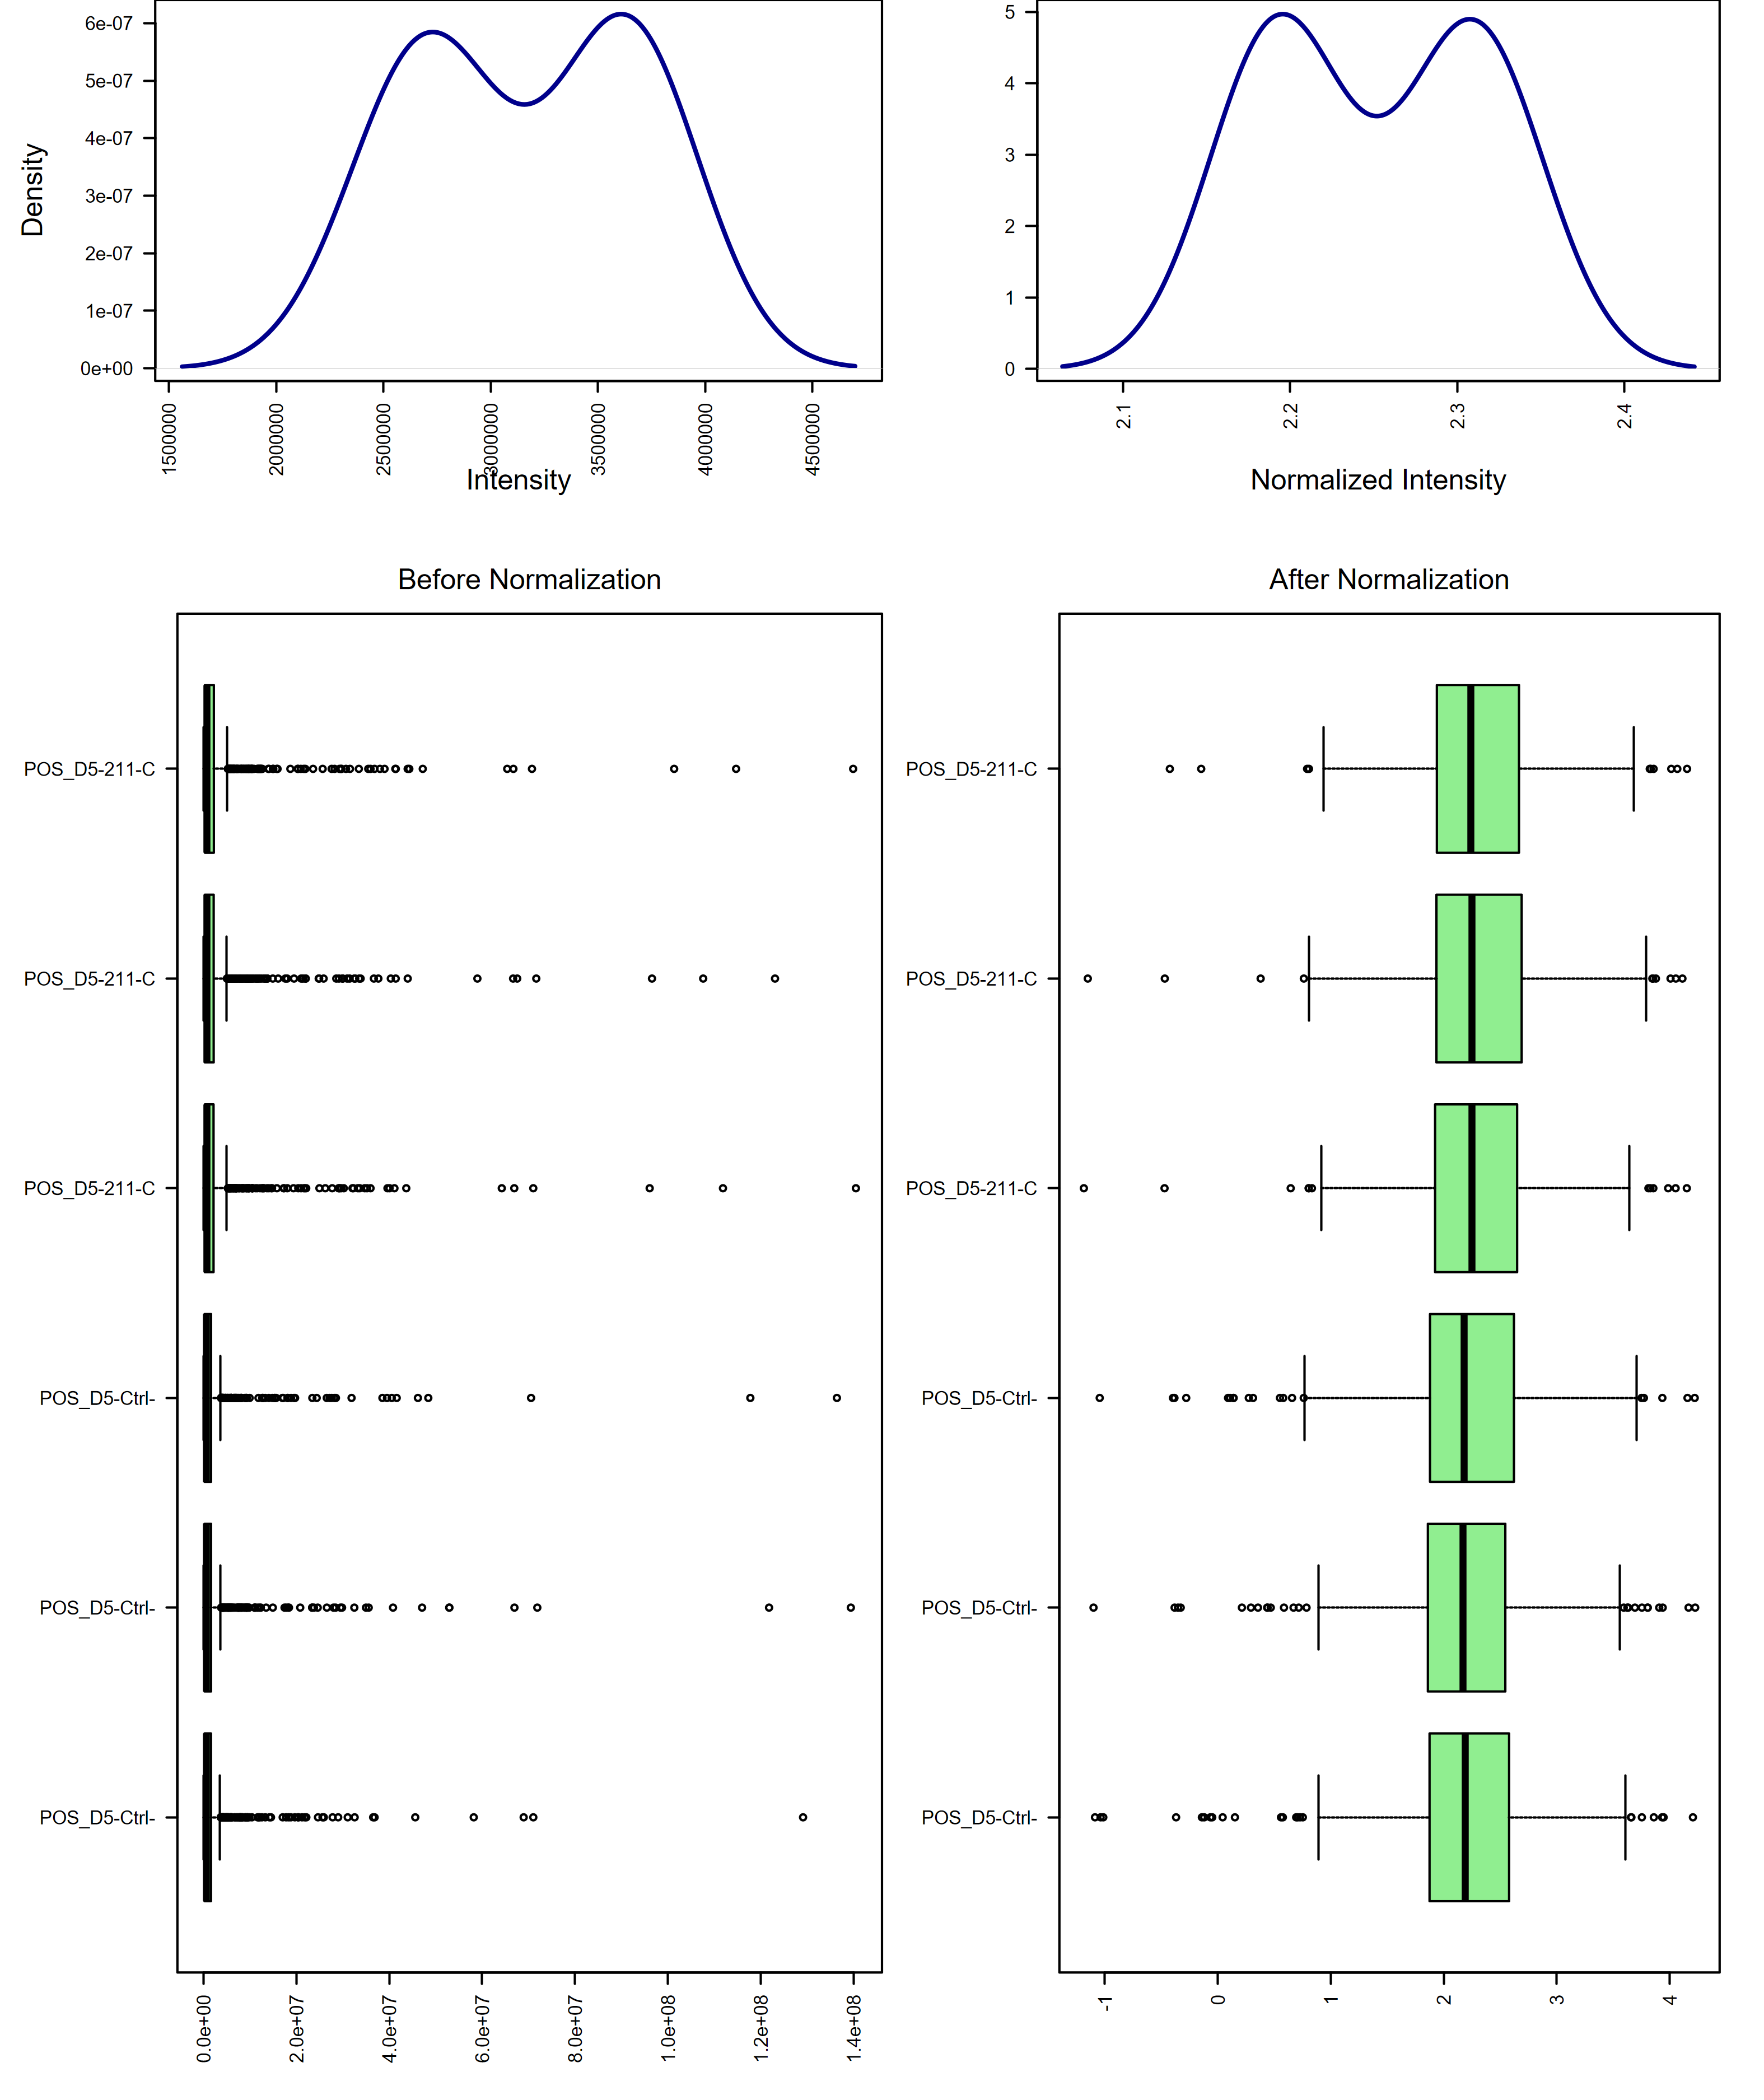 Density
6e-07
5e-07
4e-07
3e-07
2e-07
1e-07
0e+00
1500000
2000000
2500000
3000000
3500000
4000000
4500000
Intensity
5
4
3
2
1
0
2.1
2.2
2.3
2.4
Normalized Intensity
Before Normalization
POS_D5-211-C
POS_D5-211-C
POS_D5-211-C
POS_D5-Ctrl-
POS_D5-Ctrl-
POS_D5-Ctrl-
0.0e+00
2.0e+07
4.0e+07
6.0e+07
8.0e+07
1.0e+08
1.2e+08
1.4e+08
After Normalization
POS_D5-211-C
POS_D5-211-C
POS_D5-211-C
POS_D5-Ctrl-
POS_D5-Ctrl-
POS_D5-Ctrl-
-1
0
1
2
3
4